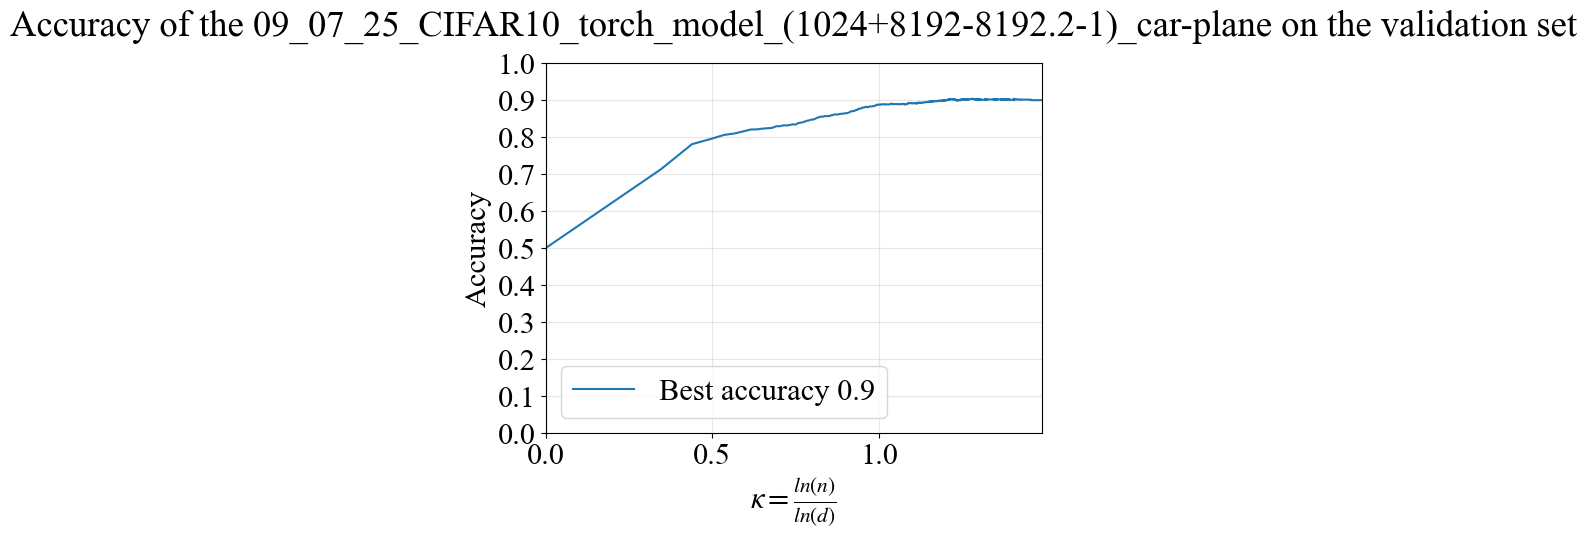 Accuracy of the 09_07_25_CIFAR10_torch_model_(1024+8192-8192.2-1)_car-plane on the validation set
1.0
0.9
0.8
0.7
0.6
0.5
0.4
0.3
0.2
0.1
0.0
Accuracy
Best accuracy 0.9
0.0 0.5 1.0
κ = ln(n) / ln(d)